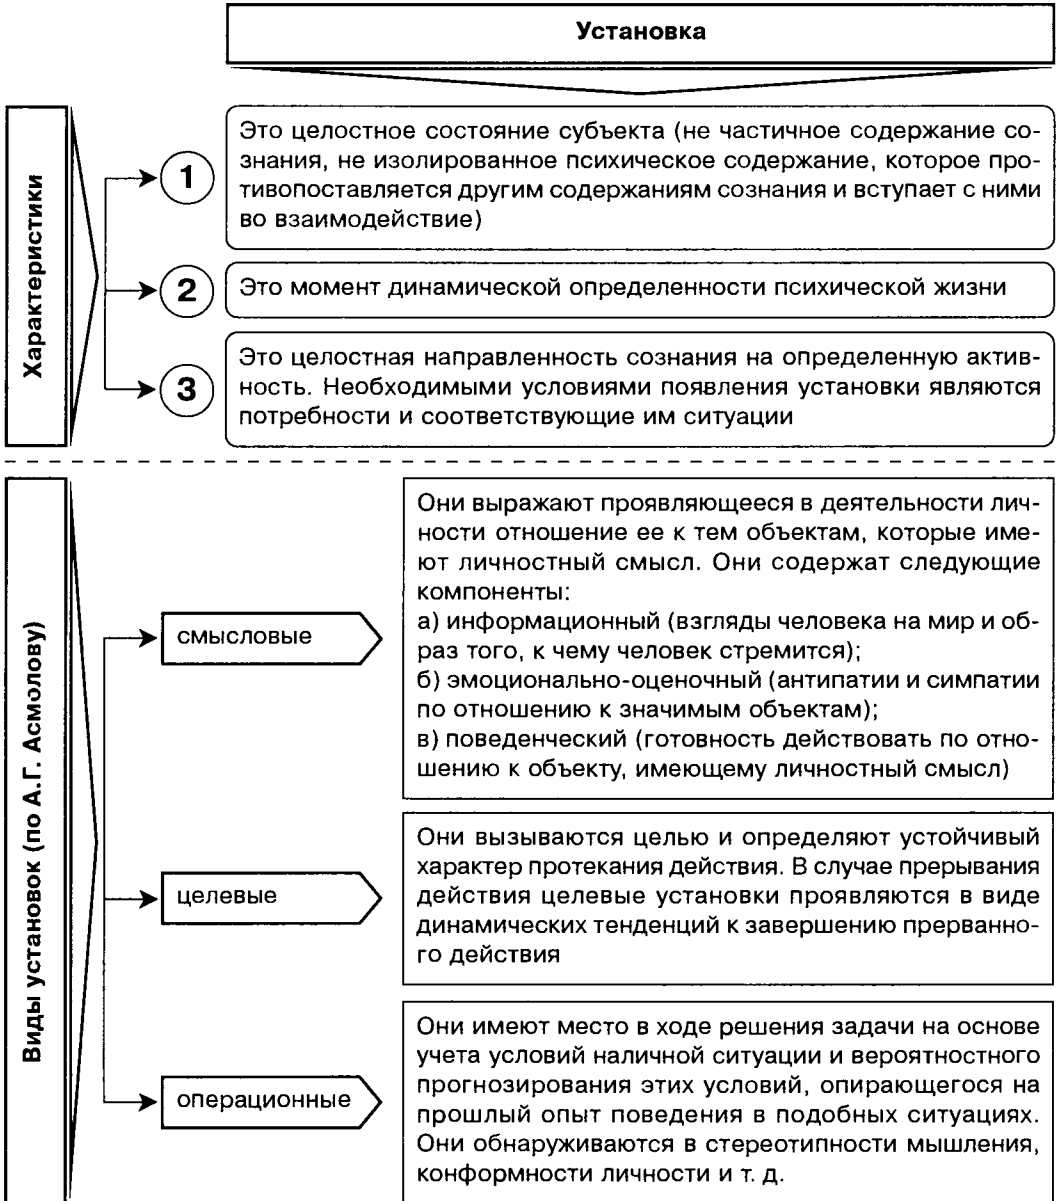 Установка
Характеристики
1
Это целостное состояние субъекта (не частичное содержание со-
знания, не изолированное психическое содержание, которое про-
тивопоставляется другим содержаниям сознания и вступает с ними
во взаимодействие)
2
Это момент динамической определенности психической жизни
3
Это целостная направленность сознания на определенную актив-
ность. Необходимыми условиями появления установки являются
потребности и соответствующие им ситуации
Виды установок (по А.Г. Асмолову)
смысловые
Они выражают проявляющееся в деятельности лич-
ности отношение ее к тем объектам, которые име-
ют личностный смысл. Они содержат следующие
компоненты:
а) информационный (взгляды человека на мир и об-
раз того, к чему человек стремится);
б) эмоционально-оценочный (антипатии и симпатии
по отношению к значимым объектам);
в) поведенческий (готовность действовать по отно-
шению к объекту, имеющему личностный смысл)
целевые
Они вызываются целью и определяют устойчивый
характер протекания действия. В случае прерывания
действия целевые установки проявляются в виде
динамических тенденций к завершению прерванно-
го действия
операционные
Они имеют место в ходе решения задачи на основе
учета условий наличной ситуации и вероятностного
прогнозирования этих условий, опирающегося на
прошлый опыт поведения в подобных ситуациях.
Они обнаруживаются в стереотипности мышления,
конформности личности и т. д.